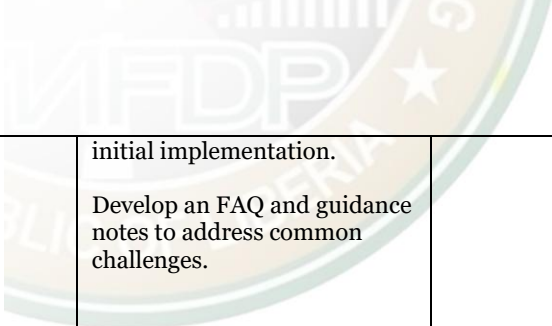 MFDP
initial implementation.
Develop an FAQ and guidance
notes to address common
challenges.